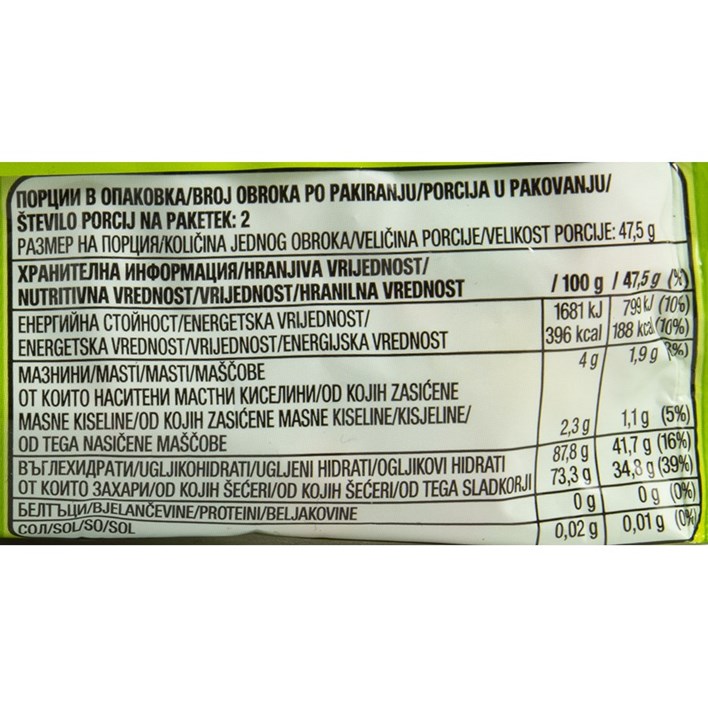 ПОРЦИИ В ОПАКОВКА/BROJ OBROKA PO PAKIRANJU/PORCIJA U PAKOVANJU/
ŠTEVILO PORCIJ NA PAKETEK: 2
РАЗМЕР НА ПОРЦИЯ/KOLIČINA JEDNOG OBROKA/VELIČINA PORCIJE/VELIKOST PORCIJE: 47,5 g
ХРАНИТЕЛНА ИНФОРМАЦИЯ/HRANJIVA VRIJEDNOST/
NUTRITIVNA VREDNOST/VRIJEDNOST/HRANILNA VREDNOST / 100 g / 47,5 g (%)
ЕНЕРГИЙНА СТОЙНОСТ/ENERGETSKA VRIJEDNOST/ 1681 kJ 799 kJ (10%)
ENERGETSKA VREDNOST/VRIJEDNOST/ENERGIJSKA VREDNOST 396 kcal 188 kcal (10%)
МАЗНИНИ/MASTI/MASTI/MAŠČOBE 4 g 1,9 g (3%)
ОТ КОИТО НАСИТЕНИ МАСТНИ КИСЕЛИНИ/OD KOJIH ZASIĆENE
MASNE KISELINE/OD KOJIH ZASIĆENE MASNE KISELINE/KISJELINE/
OD TEGA NASIČENE MAŠČOBE 2,3 g 1,1 g (5%)
ВЪГЛЕХИДРАТИ/UGLJIKOHIDRATI/UGLJENI HIDRATI/OGLJIKOVI HIDRATI 87,8 g 41,7 g (16%)
ОТ КОИТО ЗАХАРИ/OD KOJIH ŠEĆERI/OD KOJIH ŠEĆERI/OD TEGA SLADKORJI 73,3 g 34,8 g (39%)
БЕЛТЪЦИ/BJELANČEVINE/PROTEINI/BELJAKOVINE 0 g 0 g (0%)
СОЛ/SOL/SO/SOL 0,02 g 0,01 g (0%)